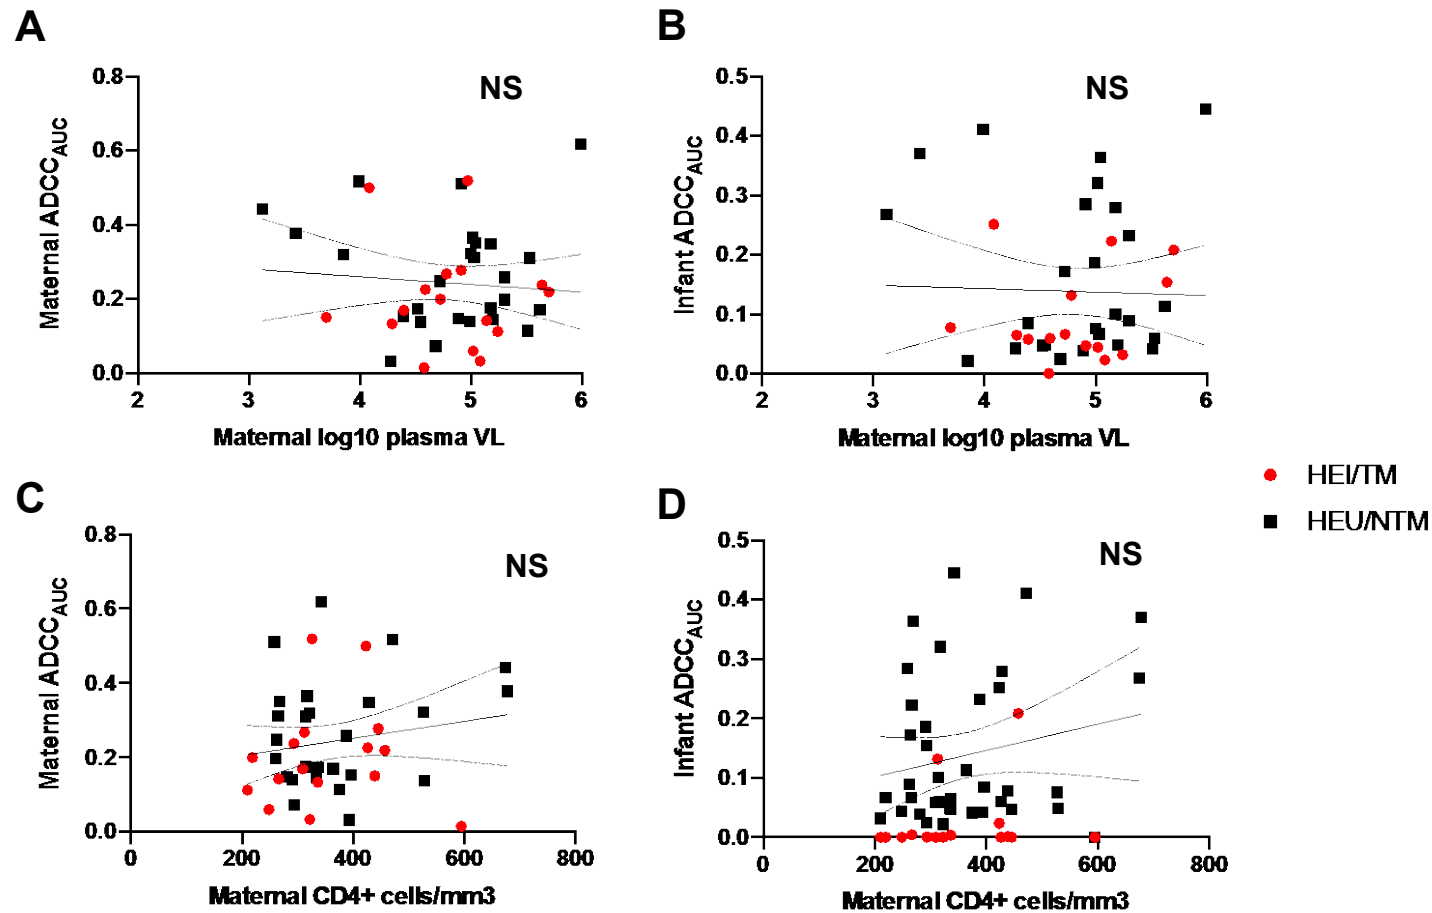 A
NS
Maternal ADCCAUC
0.8
0.6
0.4
0.2
0.0
2 3 4 5 6
Maternal log10 plasma VL
B
NS
Infant ADCCAUC
0.5
0.4
0.3
0.2
0.1
0.0
2 3 4 5 6
Maternal log10 plasma VL
C
NS
Maternal ADCCAUC
0.8
0.6
0.4
0.2
0.0
0 200 400 600 800
Maternal CD4+ cells/mm3
D
NS
Infant ADCCAUC
0.5
0.4
0.3
0.2
0.1
0.0
0 200 400 600 800
Maternal CD4+ cells/mm3
HEI/TM
HEU/NTM